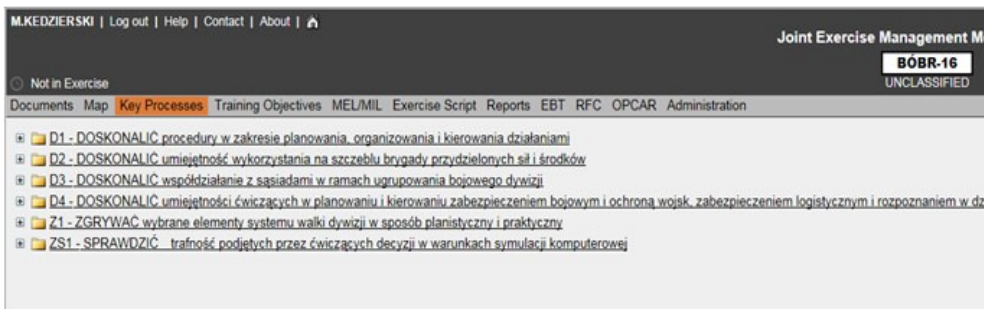 M.KEDZIERSKI | Log out | Help | Contact | About |
Joint Exercise Management M
BÓBR-16
Not in Exercise
UNCLASSIFIED
Documents Map Key Processes Training Objectives MEL/MIL Exercise Script Reports EBT RFC OPCAR Administration
D1 - DOSKONALIĆ procedury w zakresie planowania, organizowania i kierowania działaniami
D2 - DOSKONALIĆ umiejętność wykorzystania na szczeblu brygady przydzielonych sił i środków
D3 - DOSKONALIĆ współdziałanie z sąsiadami w ramach ugrupowania bojowego dywizji
D4 - DOSKONALIĆ umiejętności ćwiczących w planowaniu i kierowaniu zabezpieczeniem bojowym i ochroną wojsk, zabezpieczeniem logistycznym i rozpoznaniem w dz
Z1 - ZGRYWAĆ wybrane elementy systemu walki dywizji w sposób planistyczny i praktyczny
ZS1 - SPRAWDZIĆ trafność podjętych przez ćwiczących decyzji w warunkach symulacji komputerowej